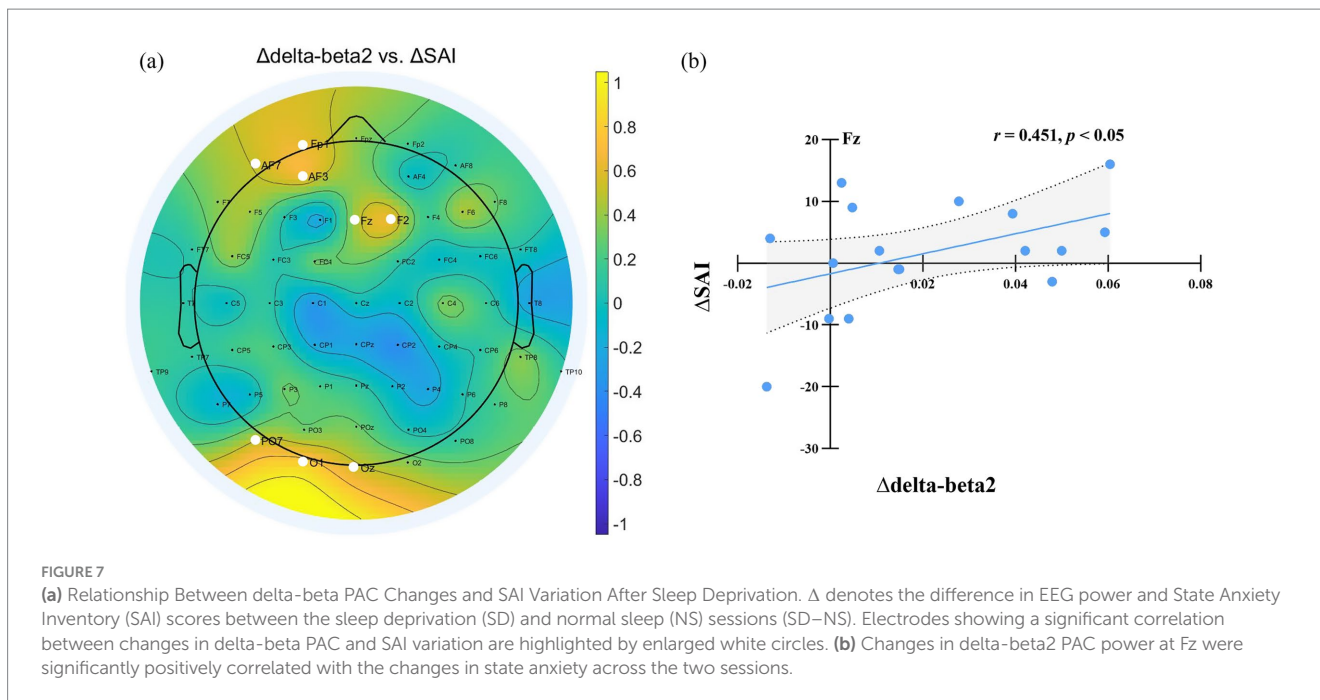 (a)
Δdelta-beta2 vs. ΔSAI
1
0.8
0.6
0.4
0.2
0
-0.2
-0.4
-0.6
-0.8
-1
Fp1 Fpz Fp2
AF7 AF3 AF4 AF8
F7 F5 F3 F1 Fz F2 F4 F6 F8
FT7 FC5 FC3 FC4 FC2 FC6 FT8
T7 C5 C3 C1 Cz C2 C4 C6 T8
TP9 TP7 CP5 CP3 CP1 CPz CP2 CP4 CP6 TP8 TP10
P7 P5 P3 P1 Pz P2 P4 P6 P8
PO7 PO3 POz PO4 PO8
O1 Oz O2
(b)
Fz
r = 0.451, p < 0.05
20
10
-10
-20
-30
-0.02 0.02 0.04 0.06 0.08
ΔSAI
Δdelta-beta2
FIGURE 7
(a) Relationship Between delta-beta PAC Changes and SAI Variation After Sleep Deprivation. Δ denotes the difference in EEG power and State Anxiety
Inventory (SAI) scores between the sleep deprivation (SD) and normal sleep (NS) sessions (SD–NS). Electrodes showing a significant correlation
between changes in delta-beta PAC and SAI variation are highlighted by enlarged white circles. (b) Changes in delta-beta2 PAC power at Fz were
significantly positively correlated with the changes in state anxiety across the two sessions.